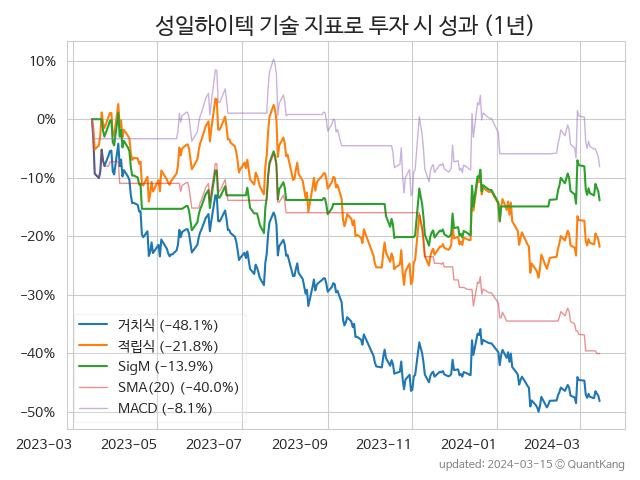 성일하이텍 기술 지표로 투자 시 성과 (1년)
10%
0%
−10%
−20%
−30%
−40%
−50%
거치식 (−48.1%)
적립식 (−21.8%)
SigM (−13.9%)
SMA(20) (−40.0%)
MACD (−8.1%)
2023-03 2023-05 2023-07 2023-09 2023-11 2024-01 2024-03
updated: 2024-03-15 © QuantKang